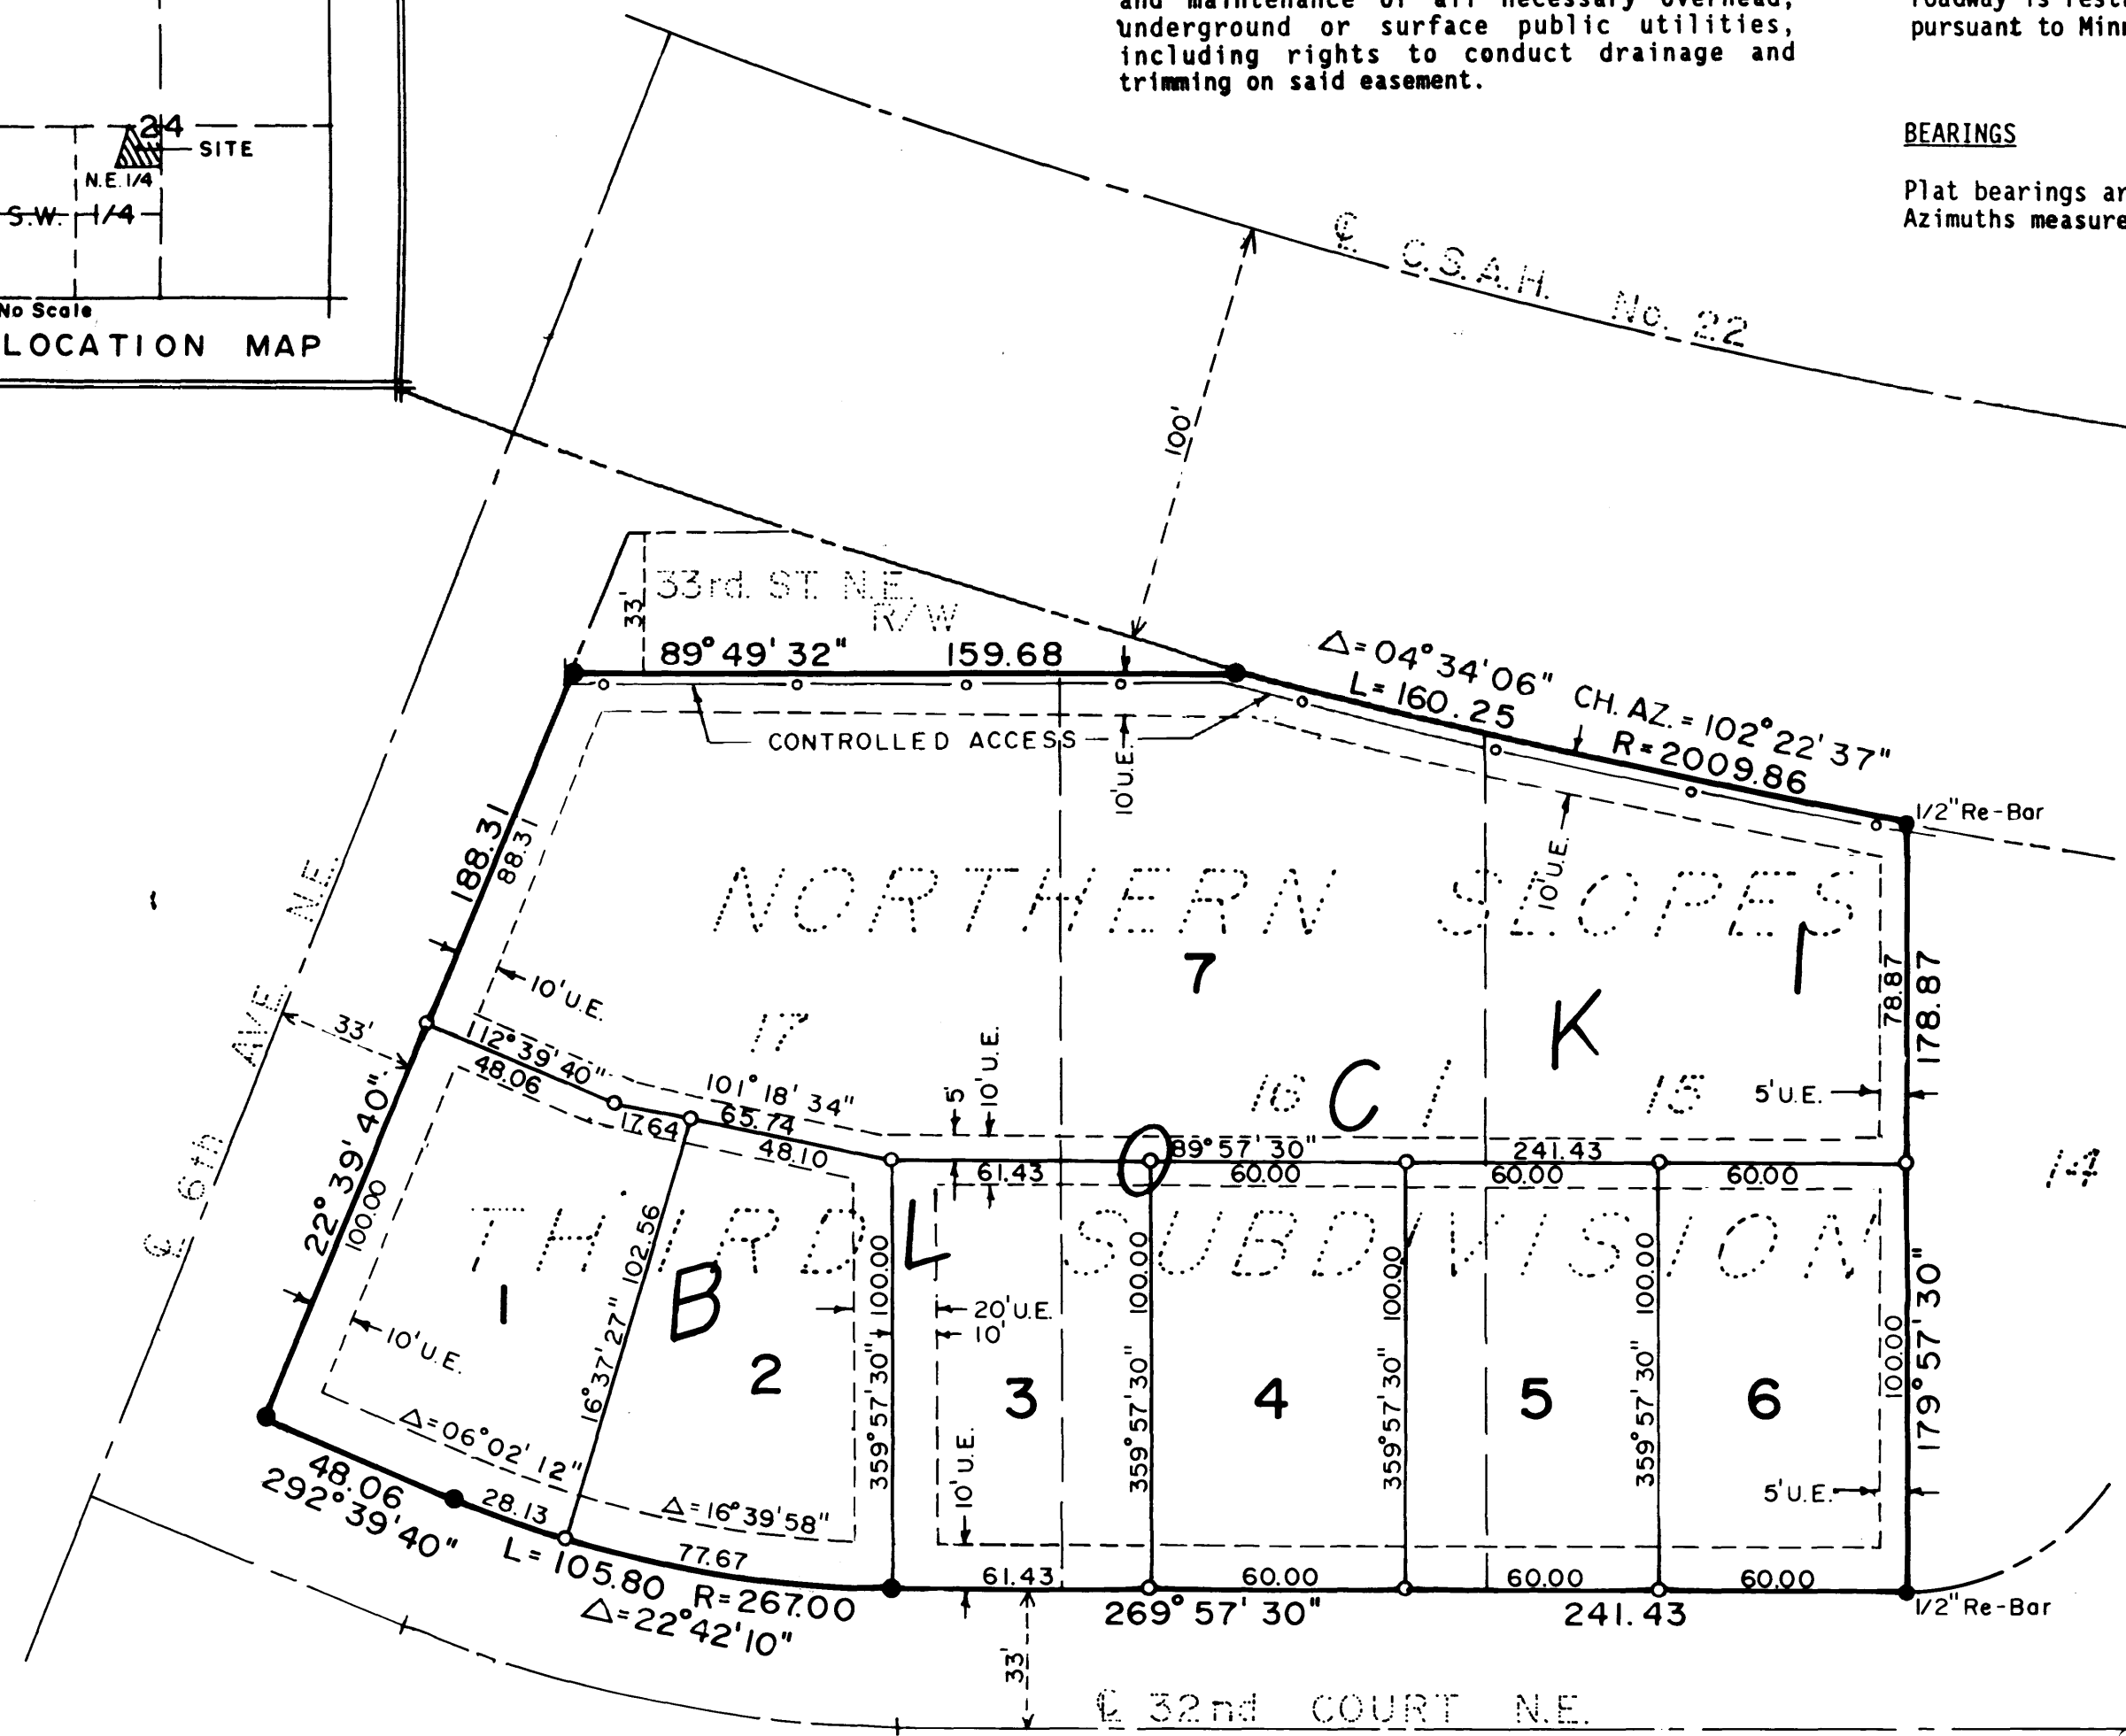 and maintenance of all necessary overhead,
underground or surface public utilities,
including rights to conduct drainage and
trimming on said easement.
pursuant to
BEARINGS
Plat bearings
Azimuths
24
SITE
N.E. 1/4
S.W. 1/4
No Scale
LOCATION MAP
℄ C.S.A.H. No. 22
100'
33rd. ST. N.E.
R/W
33'
89°49'32" 159.68
Δ=04°34'06" CH. AZ.=102°22'37"
L=160.25 R=2009.86
CONTROLLED ACCESS
10'U.E.
10'U.E.
1/2"Re-Bar
188.31
88.31
NORTHERN SLOPES
7
K
1
78.87
178.87
10'U.E.
℄ 6th AVE. N.E.
33'
17
16
C
1
15
14
5'U.E.
112°39'40"
48.06
101°18'34"
17.64
65.74
48.10
5'
10'U.E.
89°57'30" 241.43
61.43 60.00 60.00 60.00
22°39'40"
100.00
THIRD SUBDIVISION
L
B
102.56
16°37'27"
100.00
359°57'30"
100.00
359°57'30"
100.00
359°57'30"
100.00
359°57'30"
100.00
179°57'30"
20'U.E.
10'
1
2
3
4
5
6
10'U.E.
10'U.E.
5'U.E.
Δ=06°02'12"
Δ=16°39'58"
48.06
292°39'40"
28.13
77.67
L=105.80 R=267.00
Δ=22°42'10"
61.43 60.00 60.00 60.00
269°57'30" 241.43
1/2"Re-Bar
33'
℄ 32nd COURT N.E.